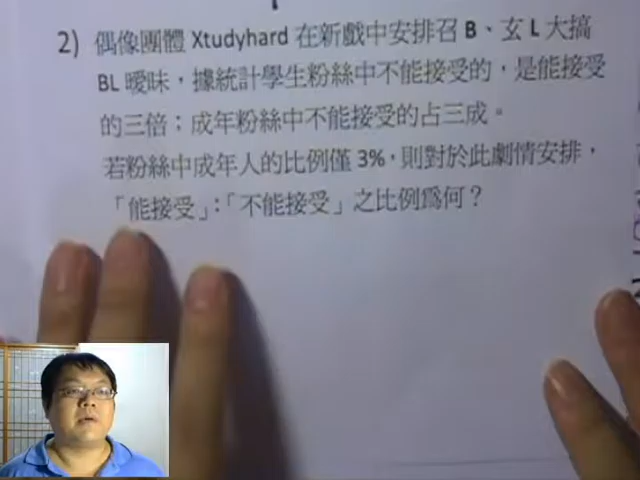 2) 偶像團體 Xtudyhard 在新戲中安排召 B、玄 L 大搞
BL 曖昧，據統計學生粉絲中不能接受的，是能接受
的三倍；成年粉絲中不能接受的占三成。
若粉絲中成年人的比例僅 3%，則對於此劇情安排，
「能接受」：「不能接受」之比例爲何？